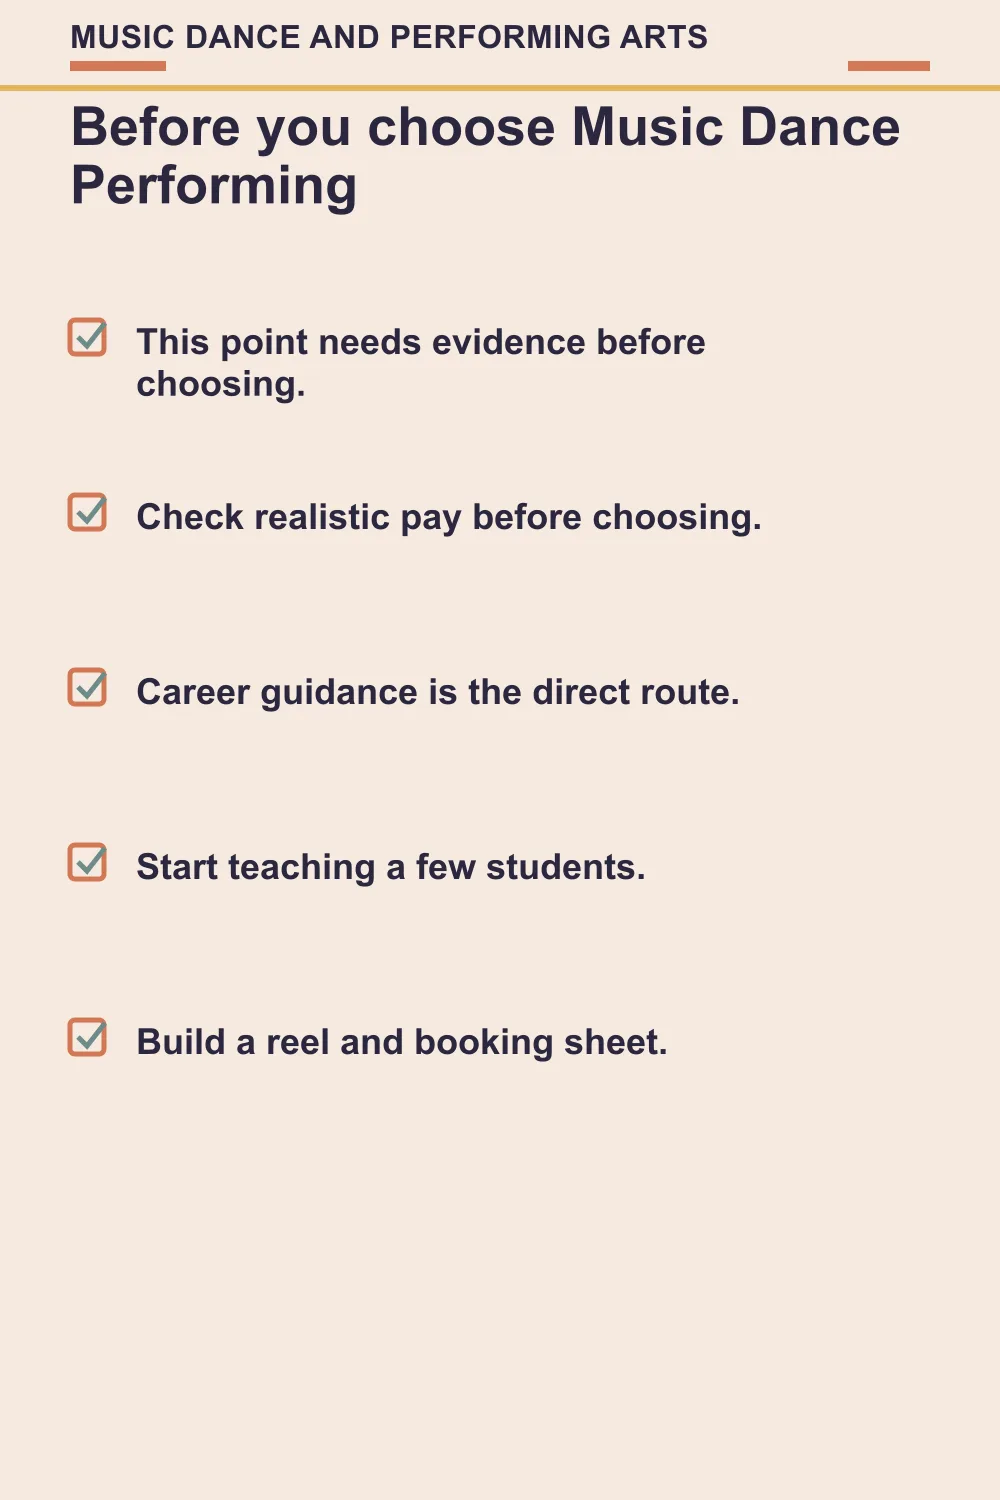 MUSIC DANCE AND PERFORMING ARTS
Before you choose Music Dance
Performing
This point needs evidence before
choosing.
Check realistic pay before choosing.
Career guidance is the direct route.
Start teaching a few students.
Build a reel and booking sheet.